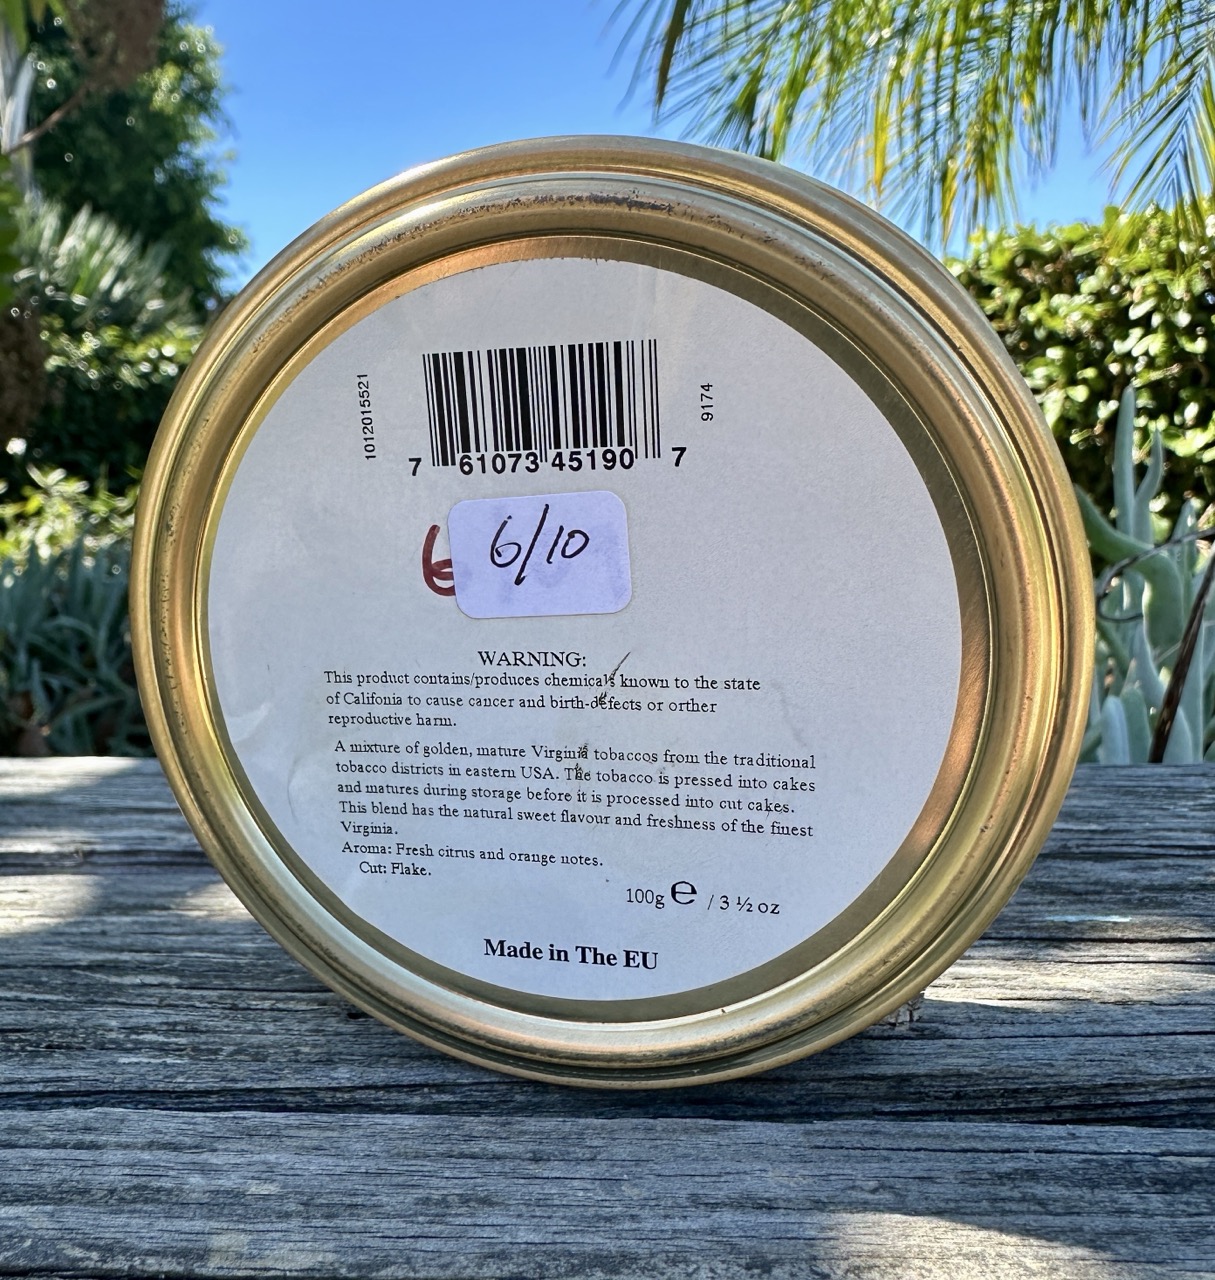 1012015521
9174
7 61073 45190 7
6
6/10
WARNING:
This product contains/produces chemicals known to the state
of Califonia to cause cancer and birth-defects or orther
reproductive harm.
A mixture of golden, mature Virginia tobaccos from the traditional
tobacco districts in eastern USA. The tobacco is pressed into cakes
and matures during storage before it is processed into cut cakes.
This blend has the natural sweet flavour and freshness of the finest
Virginia.
Aroma: Fresh citrus and orange notes.
Cut: Flake.
100g e / 3 ½ oz
Made in The EU